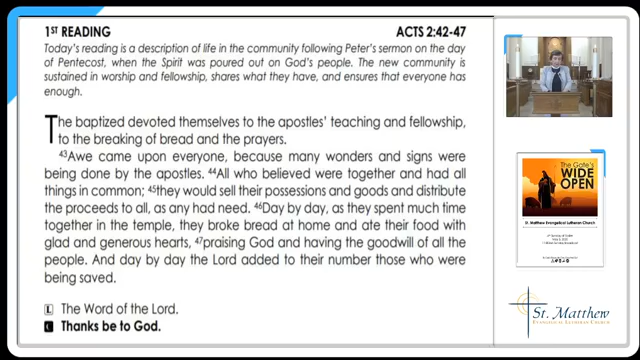 1ST READING ACTS 2:42-47
Today's reading is a description of life in the community following Peter's sermon on the day
of Pentecost, when the Spirit was poured out on God's people. The new community is
sustained in worship and fellowship, shares what they have, and ensures that everyone has
enough.
The baptized devoted themselves to the apostles' teaching and fellowship,
to the breaking of bread and the prayers.
43Awe came upon everyone, because many wonders and signs were
being done by the apostles. 44All who believed were together and had all
things in common; 45they would sell their possessions and goods and distribute
the proceeds to all, as any had need. 46Day by day, as they spent much time
together in the temple, they broke bread at home and ate their food with
glad and generous hearts, 47praising God and having the goodwill of all the
people. And day by day the Lord added to their number those who were
being saved.
L The Word of the Lord.
C Thanks be to God.
The Gate's
WIDE
OPEN
St. Matthew Evangelical Lutheran Church
St. Matthew
EVANGELICAL LUTHERAN CHURCH